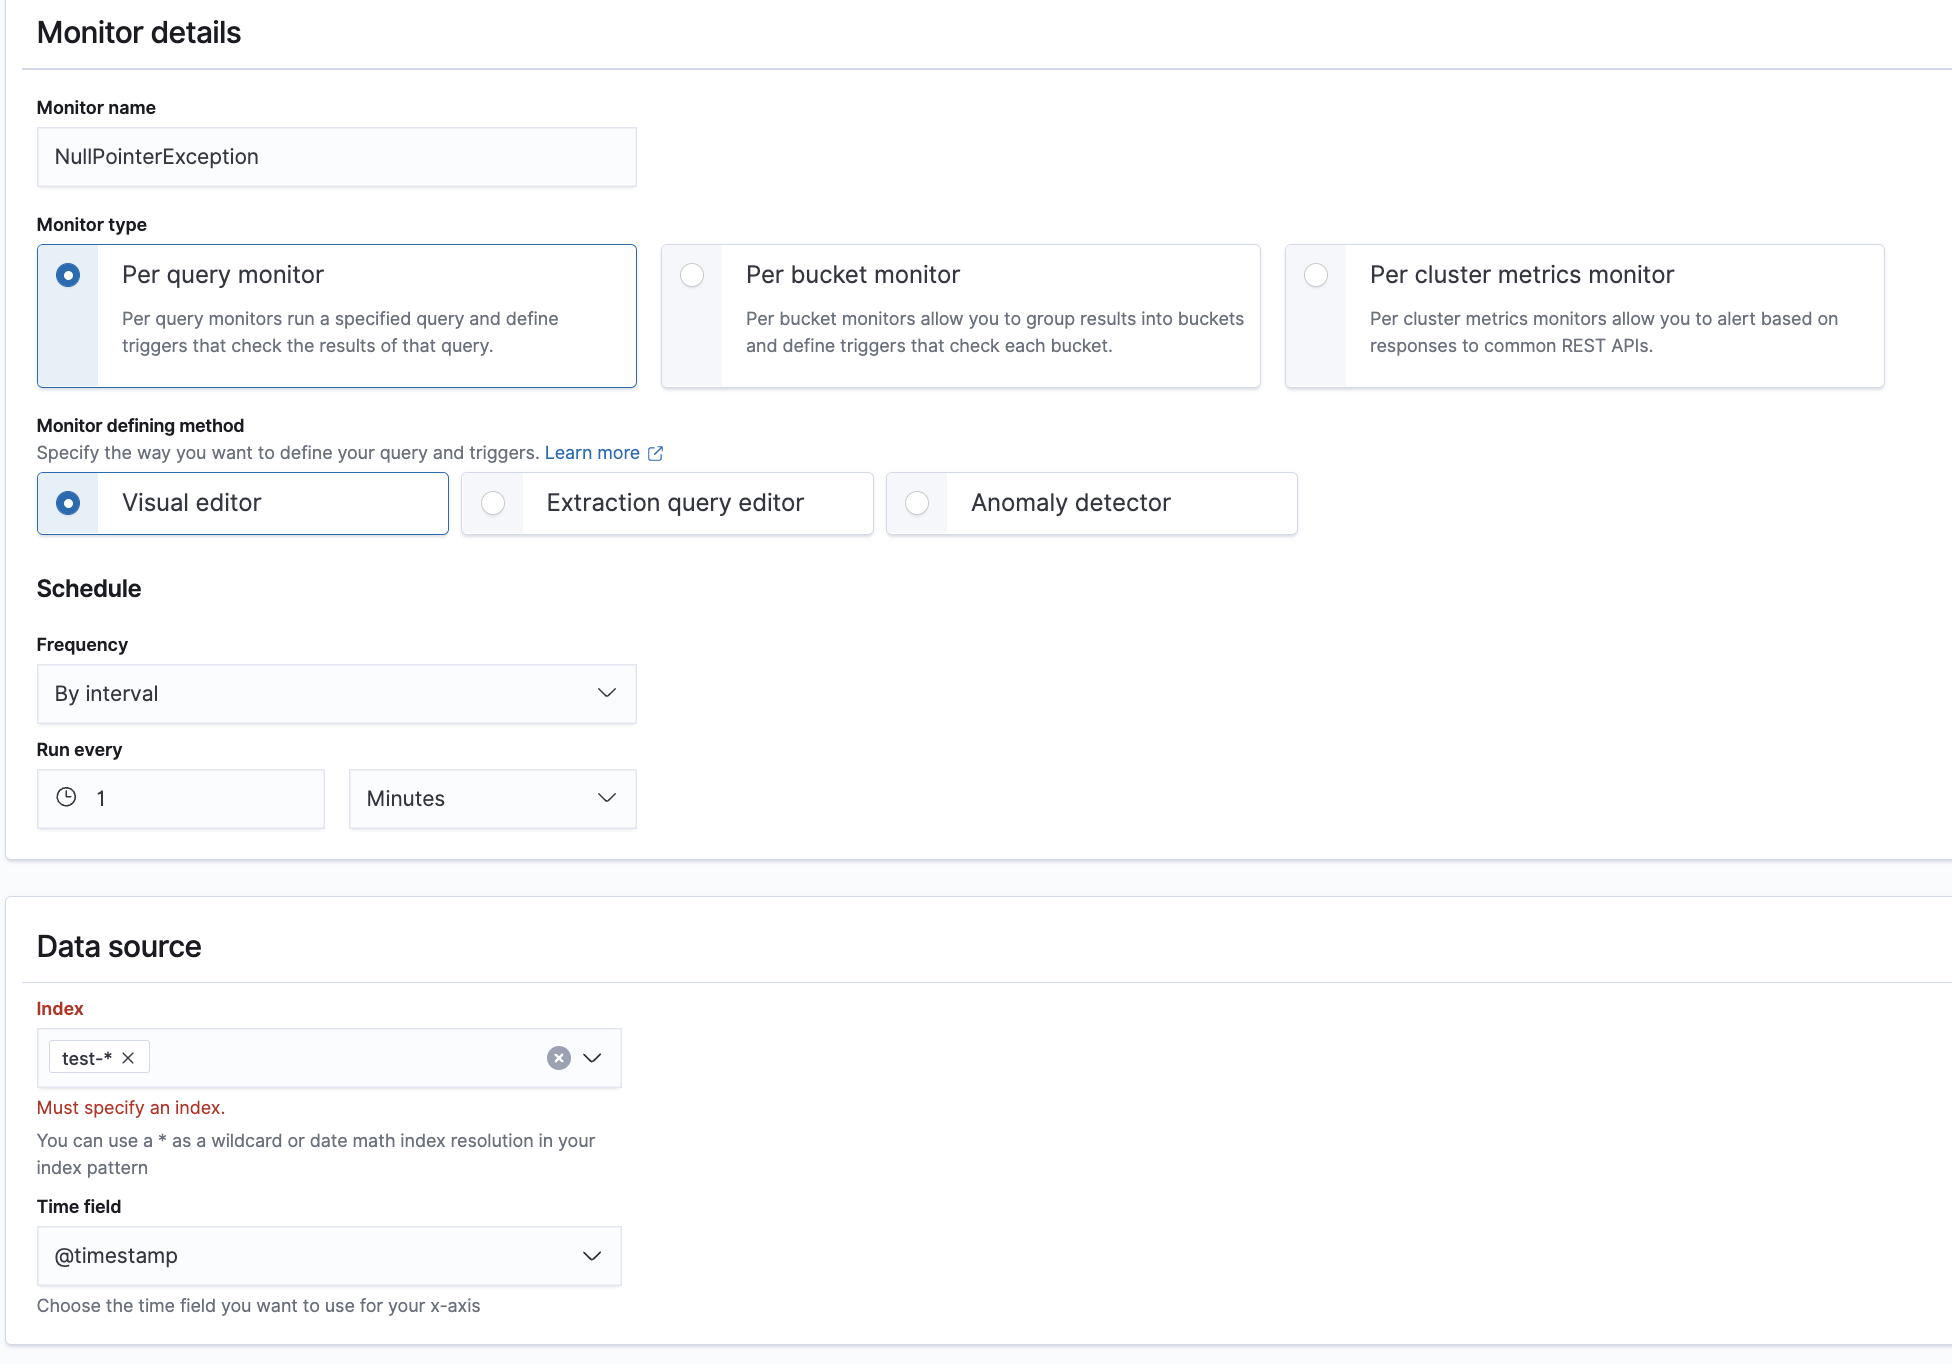 Monitor details
Monitor name
NullPointerException
Monitor type
Per query monitor
Per query monitors run a specified query and define
triggers that check the results of that query.
Per bucket monitor
Per bucket monitors allow you to group results into buckets
and define triggers that check each bucket.
Per cluster metrics monitor
Per cluster metrics monitors allow you to alert based on
responses to common REST APIs.
Monitor defining method
Specify the way you want to define your query and triggers. Learn more
Visual editor
Extraction query editor
Anomaly detector
Schedule
Frequency
By interval
Run every
1
Minutes
Data source
Index
test-*
Must specify an index.
You can use a * as a wildcard or date math index resolution in your
index pattern
Time field
@timestamp
Choose the time field you want to use for your x-axis